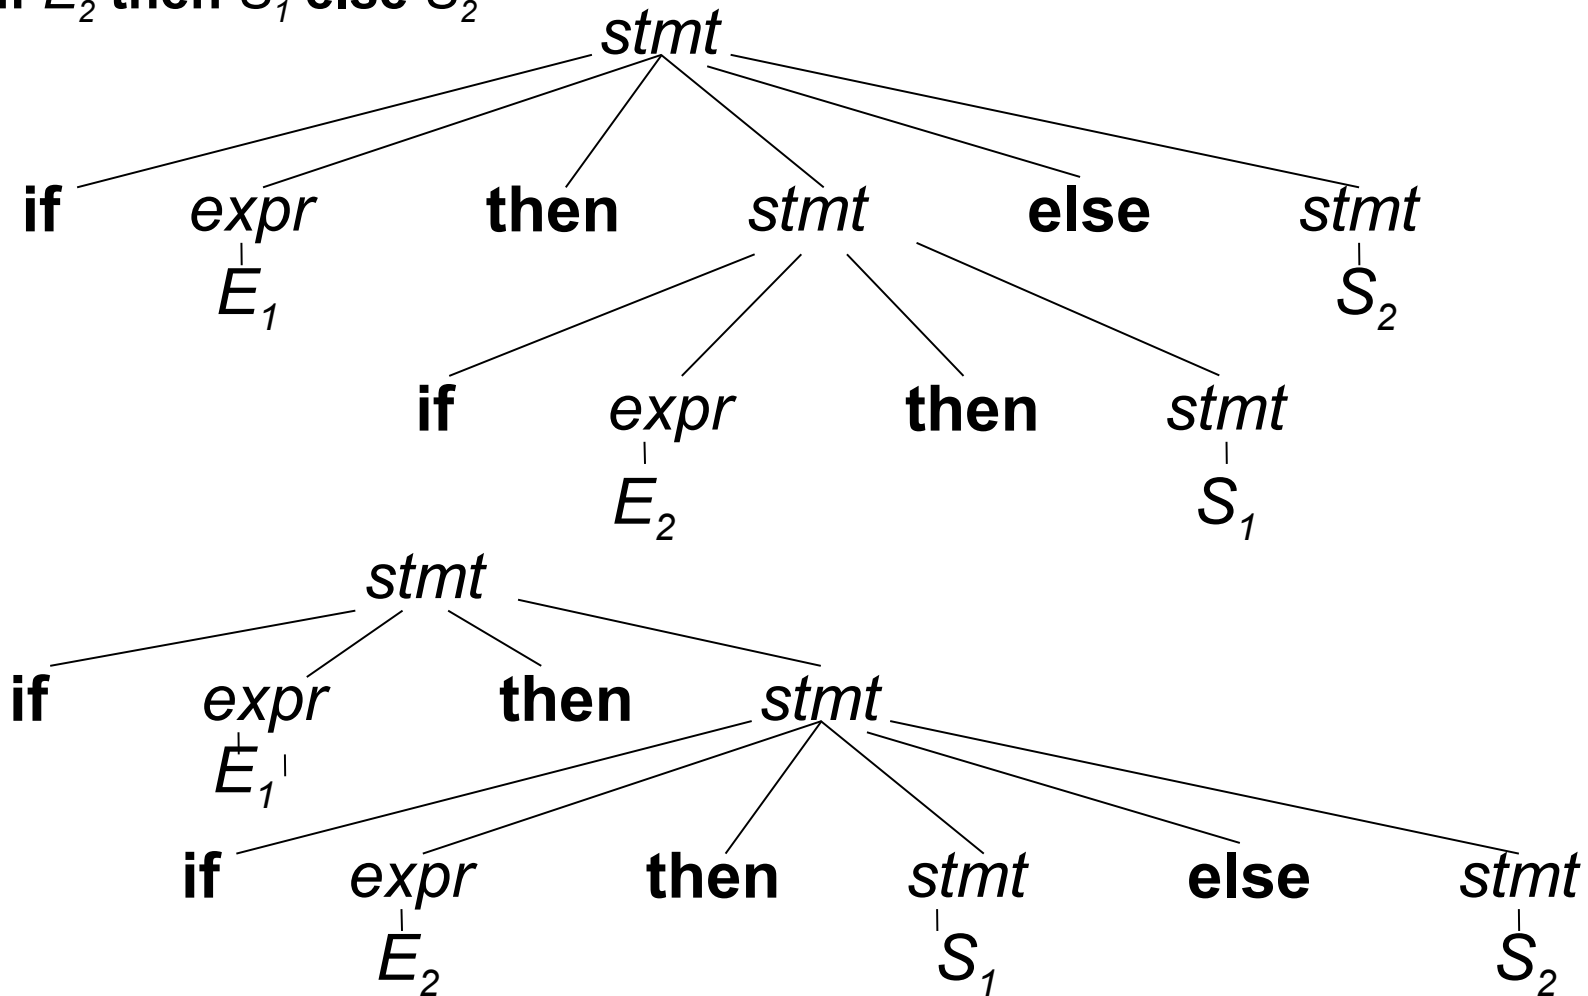 if E₂ then S₁ else S₂
stmt
if expr then stmt else stmt
E₁ S₂
if expr then stmt
E₂ S₁
stmt
if expr then stmt
E₁
if expr then stmt else stmt
E₂ S₁ S₂